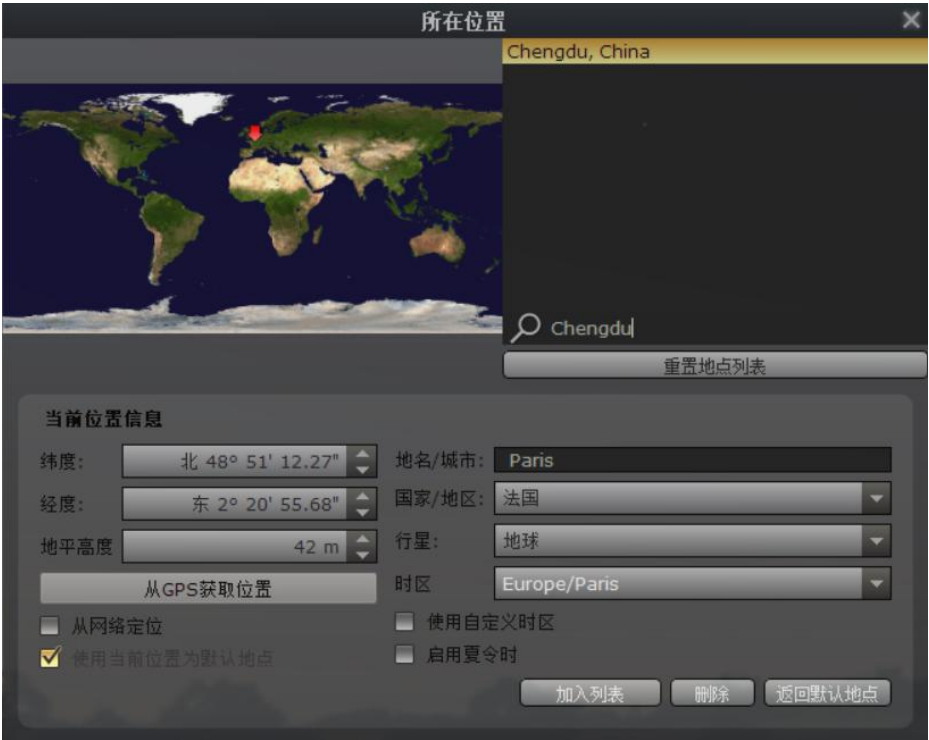 所在位置
Chengdu, China
Chengdu
重置地点列表
当前位置信息
纬度: 北 48° 51' 12.27" 地名/城市: Paris
经度: 东 2° 20' 55.68" 国家/地区: 法国
地平高度 42 m 行星: 地球
从GPS获取位置 时区 Europe/Paris
从网络定位 使用自定义时区
使用当前位置为默认地点 启用夏令时
加入列表 删除 返回默认地点